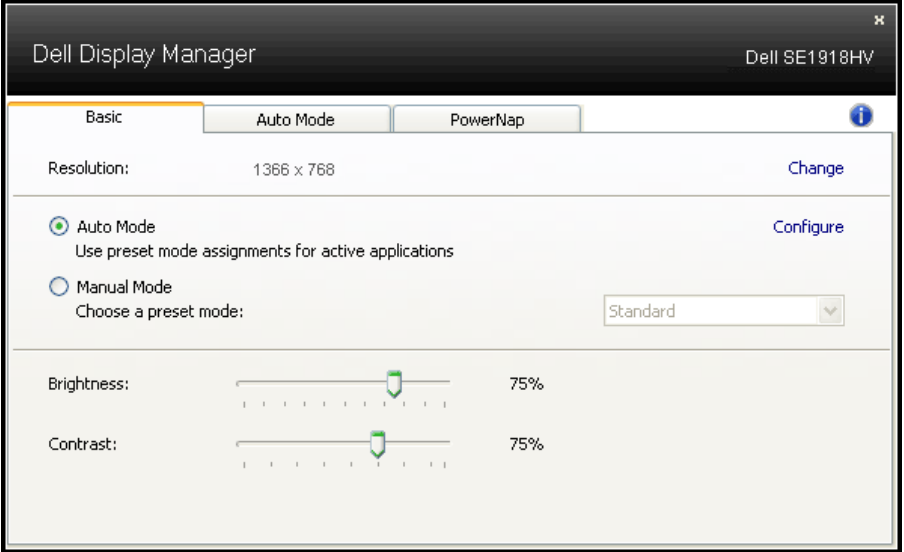 x
Dell Display Manager
Dell SE1918HV
Basic
Auto Mode
PowerNap
i
Resolution:
1366 x 768
Change
Auto Mode
Configure
Use preset mode assignments for active applications
Manual Mode
Choose a preset mode:
Standard
Brightness:
75%
Contrast:
75%